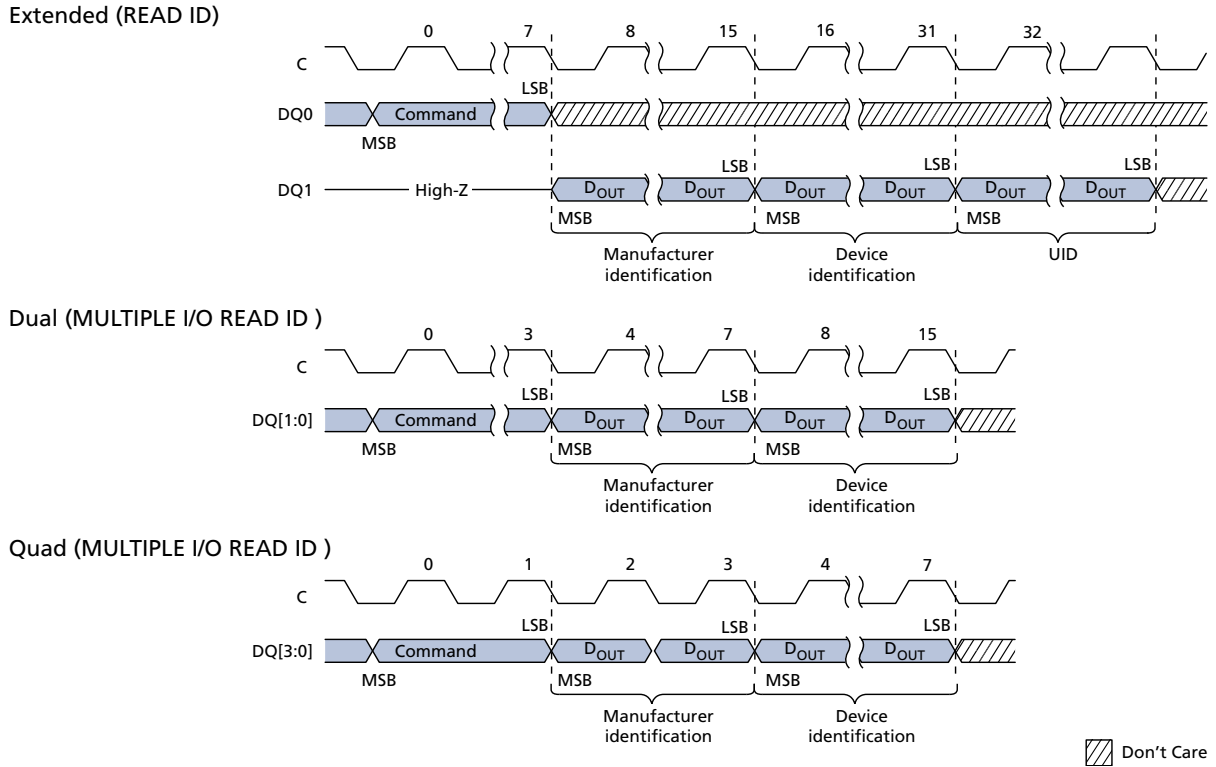 Extended (READ ID)
0 7 8 15 16 31 32
C
LSB
DQ0 Command
MSB
LSB LSB LSB
DQ1 High-Z DOUT DOUT DOUT DOUT DOUT DOUT
MSB MSB MSB
Manufacturer identification
Device identification
UID
Dual (MULTIPLE I/O READ ID )
0 3 4 7 8 15
C
LSB LSB LSB
DQ[1:0] Command DOUT DOUT DOUT DOUT
MSB MSB MSB
Manufacturer identification
Device identification
Quad (MULTIPLE I/O READ ID )
0 1 2 3 4 7
C
LSB LSB LSB
DQ[3:0] Command DOUT DOUT DOUT DOUT
MSB MSB MSB
Manufacturer identification
Device identification
Don't Care